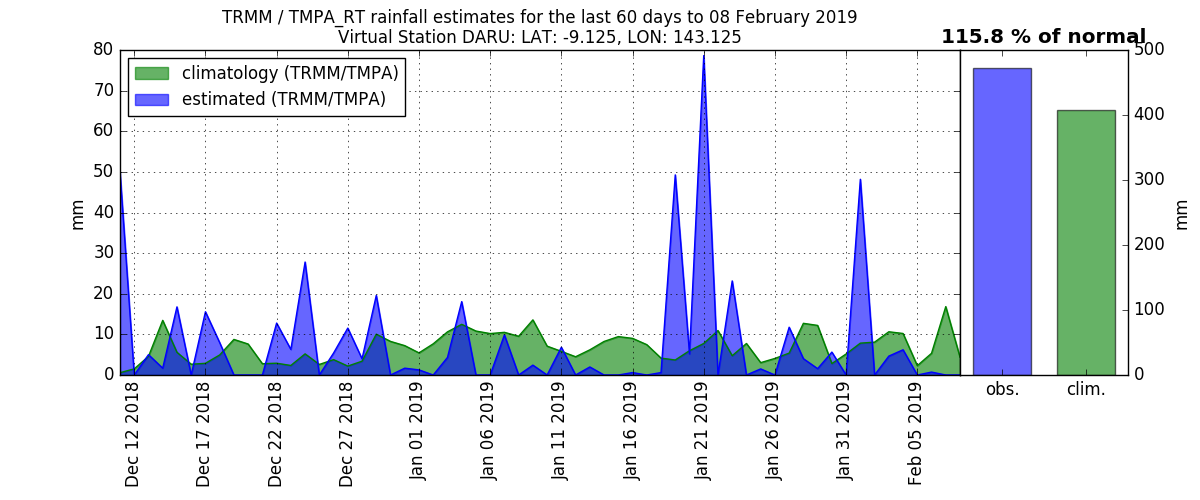 TRMM / TMPA_RT rainfall estimates for the last 60 days to 08 February 2019
Virtual Station DARU: LAT: -9.125, LON: 143.125
115.8 % of normal
climatology (TRMM/TMPA)
estimated (TRMM/TMPA)
mm
80
70
60
50
40
30
20
10
0
Dec 12 2018
Dec 17 2018
Dec 22 2018
Dec 27 2018
Jan 01 2019
Jan 06 2019
Jan 11 2019
Jan 16 2019
Jan 21 2019
Jan 26 2019
Jan 31 2019
Feb 05 2019
obs.
clim.
500
400
300
200
100
0
mm